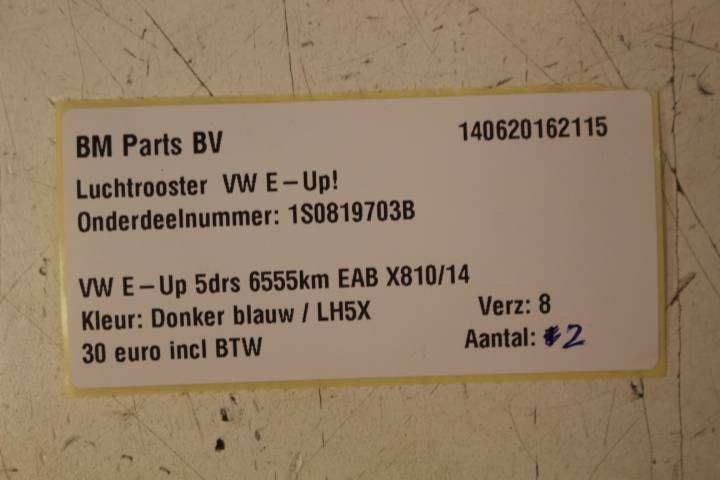 BM Parts BV 140620162115
Luchtrooster VW E-Up!
Onderdeelnummer: 1S0819703B
VW E-Up 5drs 6555km EAB X810/14
Kleur: Donker blauw / LH5X Verz: 8
30 euro incl BTW Aantal: 2